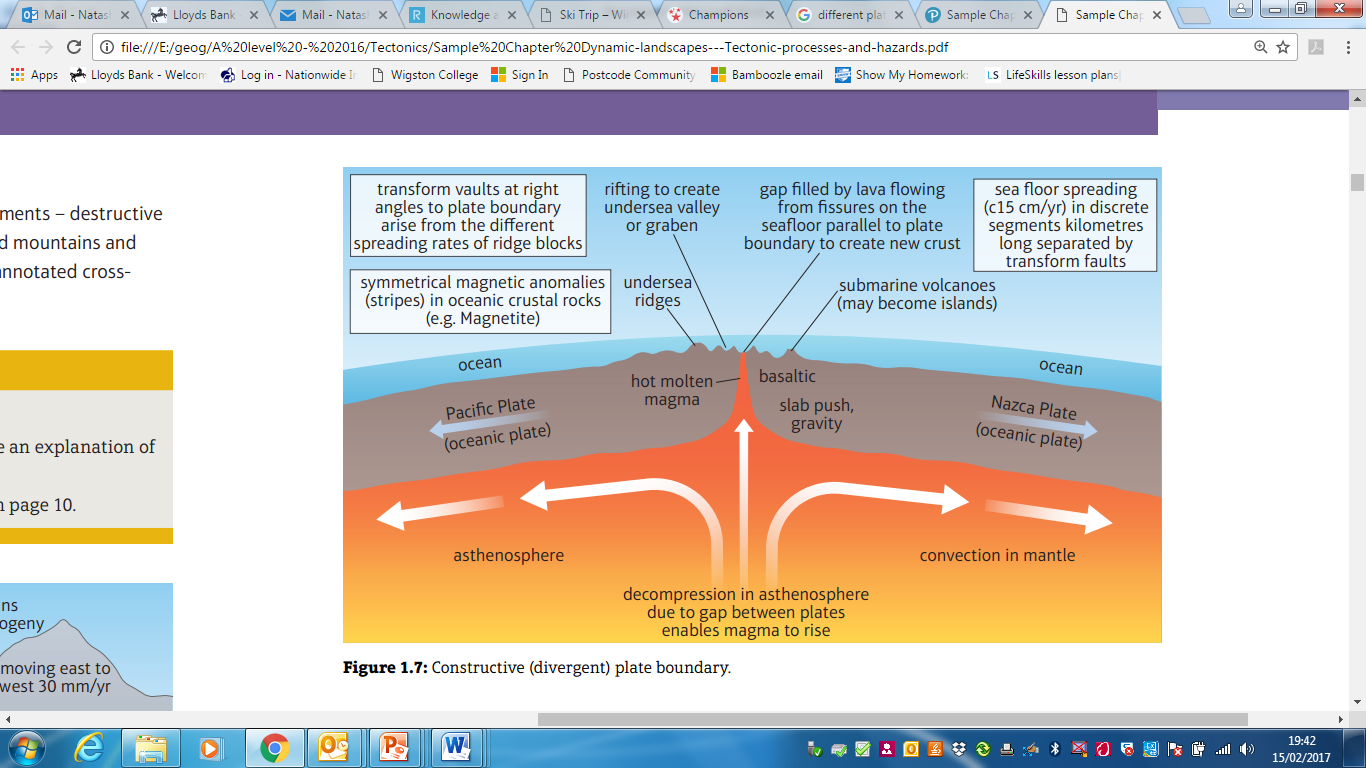 Mail - Natas
Lloyds Bank
Mail - Natas
Knowledge a
Ski Trip – Wi
Champions
different pla
Sample Chap
Sample Chap
file:///E:/geog/A%20level%20-%202016/Tectonics/Sample%20Chapter%20Dynamic-landscapes---Tectonic-processes-and-hazards.pdf
Apps
Lloyds Bank - Welcom
Log in - Nationwide I
Wigston College
Sign In
Postcode Community
Bamboozle email
Show My Homework
LifeSkills lesson plans
ments – destructive
d mountains and
annotated cross-
e an explanation of
n page 10.
ns
ogeny
moving east to
west 30 mm/yr
transform vaults at right
angles to plate boundary
arise from the different
spreading rates of ridge blocks
rifting to create
undersea valley
or graben
gap filled by lava flowing
from fissures on the
seafloor parallel to plate
boundary to create new crust
sea floor spreading
(c15 cm/yr) in discrete
segments kilometres
long separated by
transform faults
symmetrical magnetic anomalies
(stripes) in oceanic crustal rocks
(e.g. Magnetite)
undersea
ridges
submarine volcanoes
(may become islands)
ocean
ocean
hot molten
magma
basaltic
slab push,
gravity
Pacific Plate
(oceanic plate)
Nazca Plate
(oceanic plate)
asthenosphere
convection in mantle
decompression in asthenosphere
due to gap between plates
enables magma to rise
Figure 1.7: Constructive (divergent) plate boundary.
19:42
15/02/2017